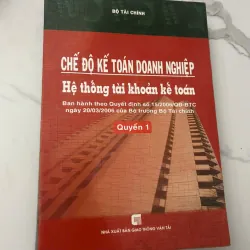 BỘ TÀI CHÍNH
CHẾ ĐỘ KẾ TOÁN DOANH NGHIỆP
Hệ thống tài khoản kế toán
Ban hành theo Quyết định số 15/2006/QĐ-BTC
ngày 20/03/2006 của Bộ trưởng Bộ Tài chính
Quyển 1
NHÀ XUẤT BẢN GIAO THÔNG VẬN TẢI